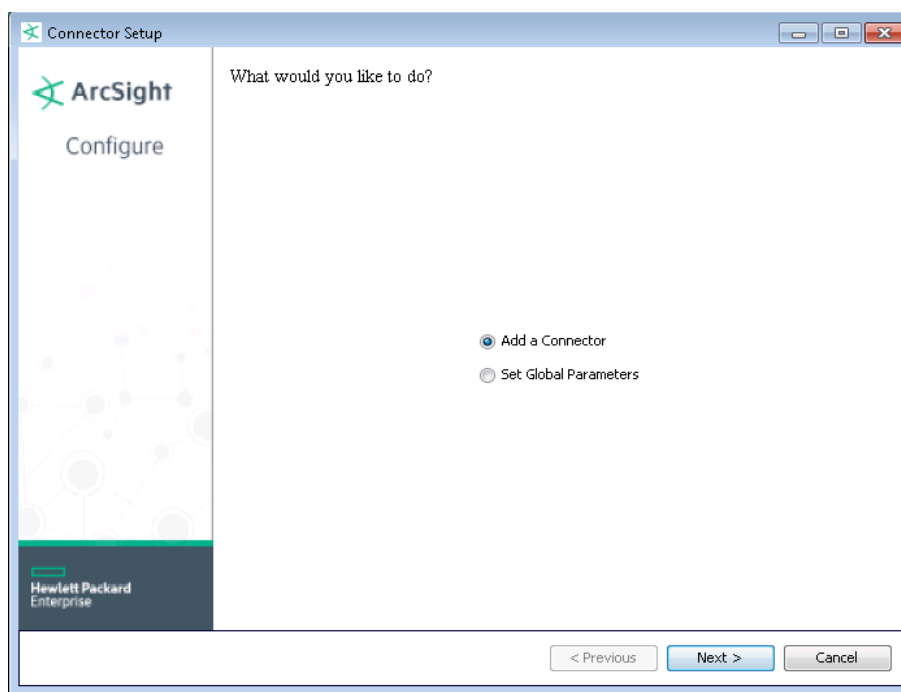 Connector Setup
ArcSight
Configure
What would you like to do?
Add a Connector
Set Global Parameters
Hewlett Packard
Enterprise
< Previous
Next >
Cancel